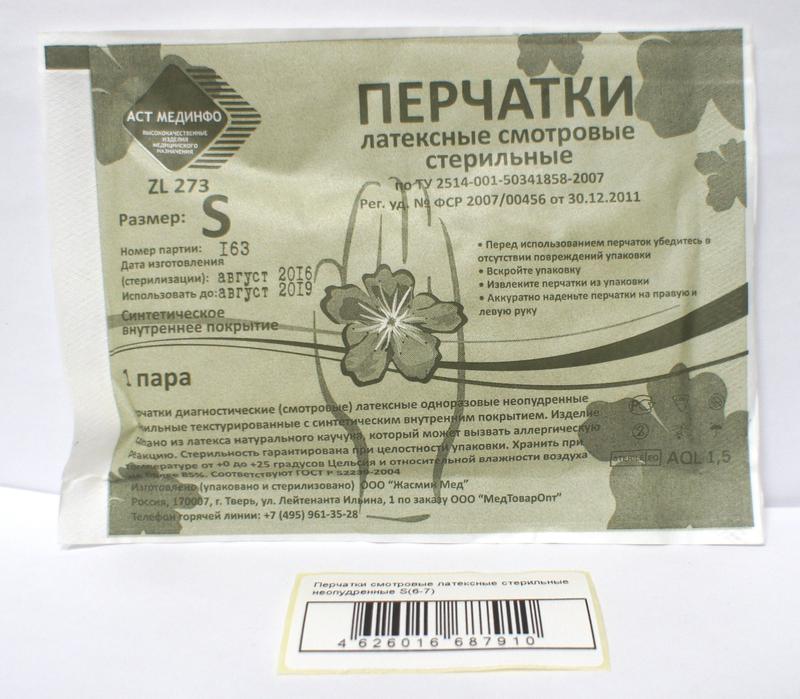 АСТ МЕДИНФО
ВЫСОКОКАЧЕСТВЕННЫЕ
ИЗДЕЛИЯ
МЕДИЦИНСКОГО
НАЗНАЧЕНИЯ
ZL 273
Размер: S
Номер партии: I63
Дата изготовления
(стерилизации): август 2016
Использовать до: август 2019
Синтетическое
внутреннее покрытие
1 пара
ПЕРЧАТКИ
латексные смотровые
стерильные
по ТУ 2514-001-50341858-2007
Рег. уд. № ФСР 2007/00456 от 30.12.2011
• Перед использованием перчаток убедитесь в
отсутствии повреждений упаковки
• Вскройте упаковку
• Извлеките перчатки из упаковки
• Аккуратно наденьте перчатки на правую и
левую руку
диагностические (смотровые) латексные одноразовые неопудренные
текстурированные с синтетическим внутренним покрытием. Изделие
из латекса натурального каучука, который может вызвать аллергическую
реакцию. Стерильность гарантирована при целостности упаковки. Хранить при
температуре от +0 до +25 градусов Цельсия и относительной влажности воздуха
не более 85%. Соответствуют ГОСТ Р 52239-2004
Изготовлено (упаковано и стерилизовано) ООО "Жасмин Мед"
Россия, 170007, г. Тверь, ул. Лейтенанта Ильина, 1 по заказу ООО "МедТоварОпт"
Телефон горячей линии: +7 (495) 961-35-28
STERILE EO AQL 1,5
Перчатки смотровые латексные стерильные
неопудренные S(6-7)
4 626016 687910